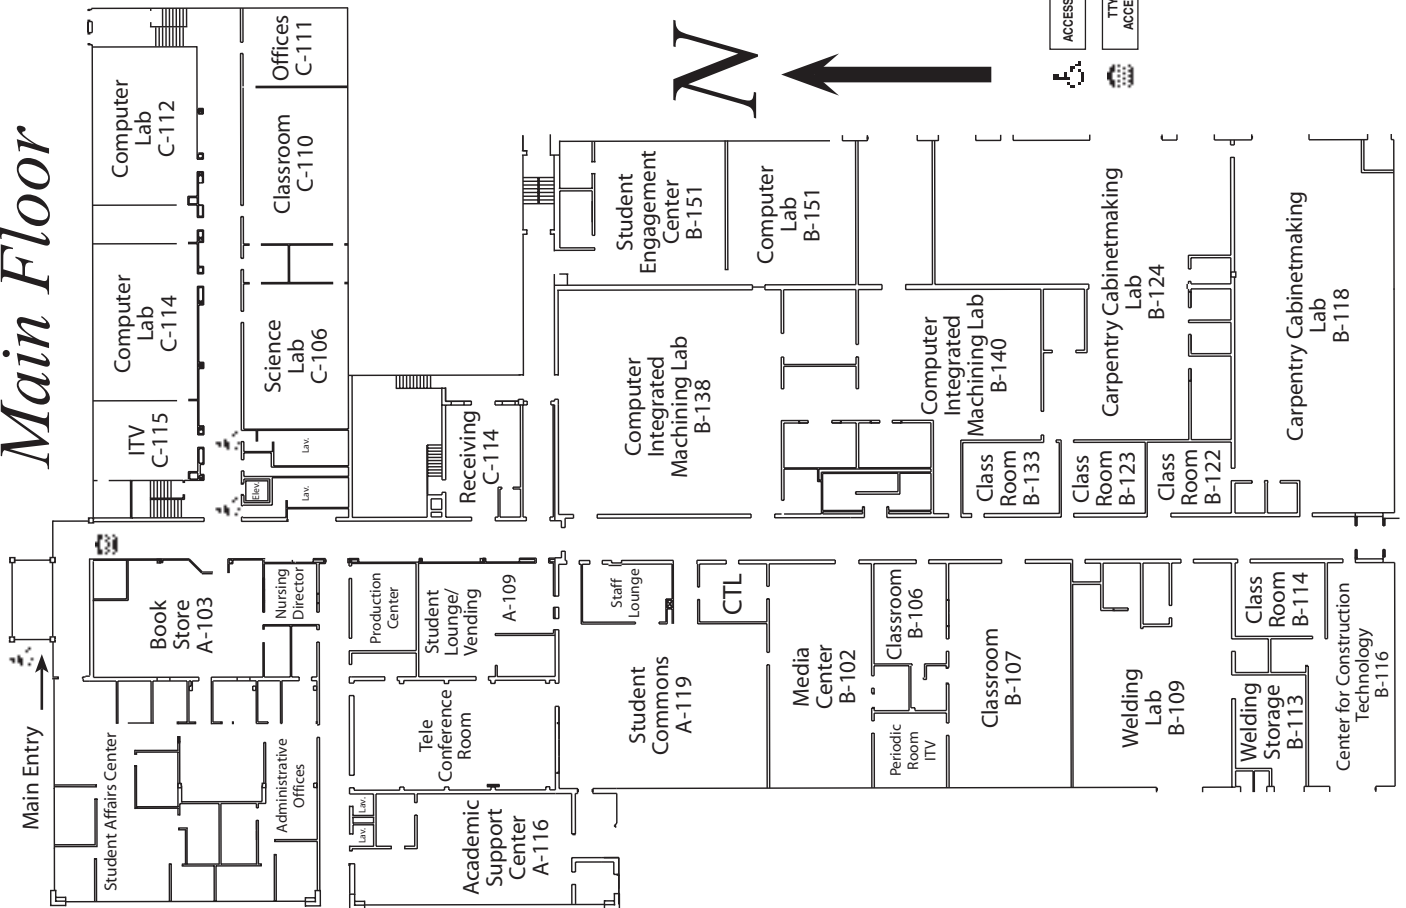 Main Floor
Computer
Lab
C-112
Offices
C-111
Classroom
C-110
Computer
Lab
C-114
Science
Lab
C-106
ITV
C-115
Lav.
Elev.
Lav.
Receiving
C-114
N
ACCESS
TTY
ACCE
Student
Engagement
Center
B-151
Computer
Lab
B-151
Computer
Integrated
Machining Lab
B-138
Computer
Integrated
Machining Lab
B-140
Carpentry Cabinetmaking
Lab
B-124
Carpentry Cabinetmaking
Lab
B-118
Class
Room
B-133
Class
Room
B-123
Class
Room
B-122
Main Entry
Book
Store
A-103
Nursing
Director
Production
Center
Student
Lounge/
Vending
A-109
Staff
Lounge
CTL
Student Affairs Center
Administrative
Offices
Tele
Conference
Room
Lav.
Lav.
Academic
Support
Center
A-116
Student
Commons
A-119
Media
Center
B-102
Classroom
B-106
Periodic
Room
ITV
Classroom
B-107
Welding
Lab
B-109
Class
Room
B-114
Welding
Storage
B-113
Center for Construction
Technology
B-116